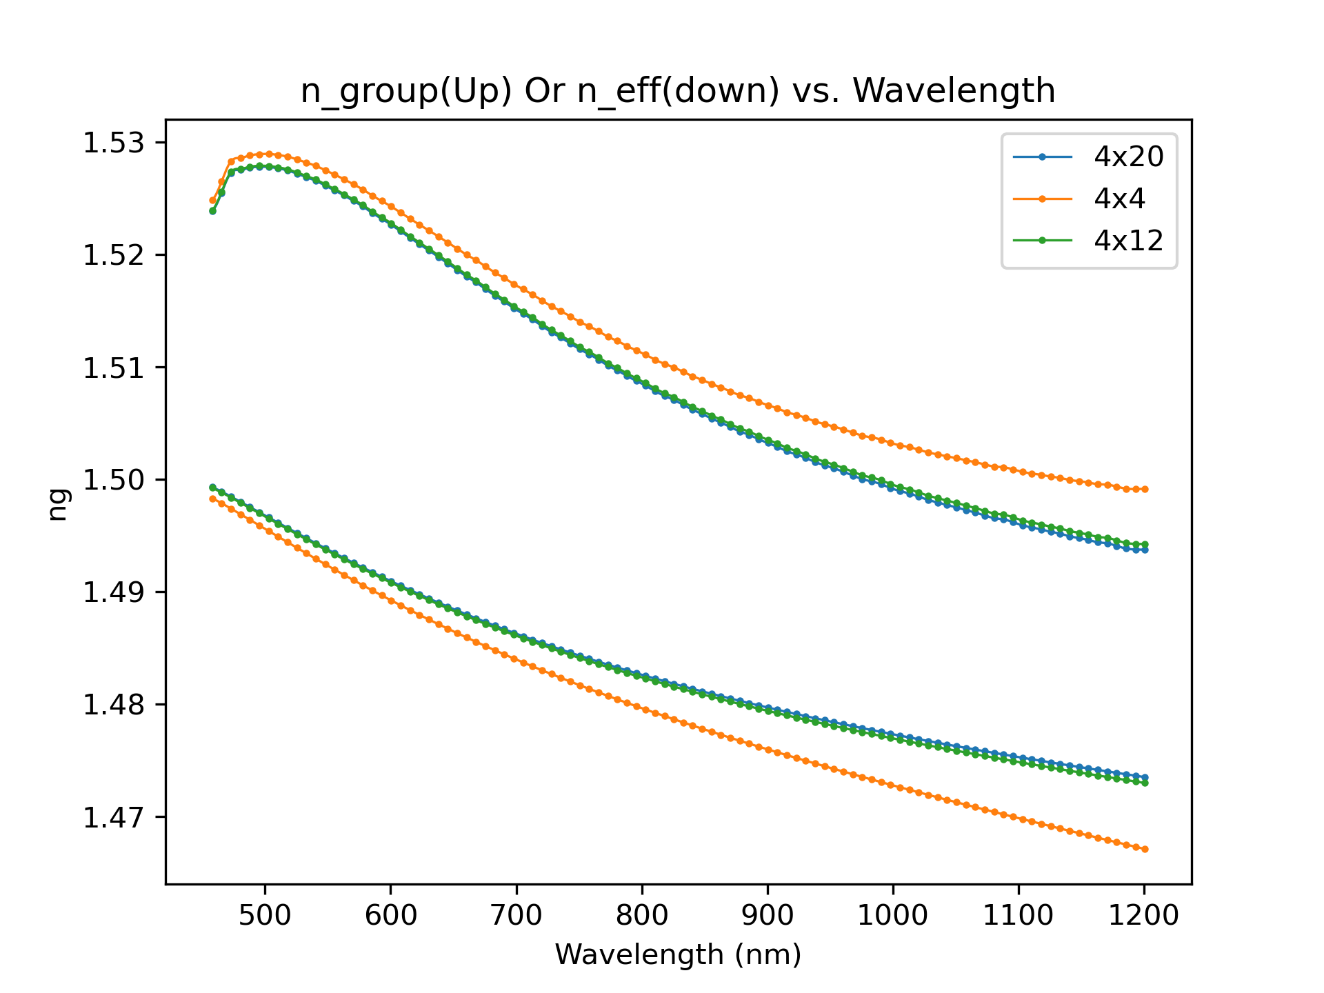 n_group(Up) Or n_eff(down) vs. Wavelength
4x20
4x4
4x12
1.53
1.52
1.51
1.50
1.49
1.48
1.47
ng
500 600 700 800 900 1000 1100 1200
Wavelength (nm)